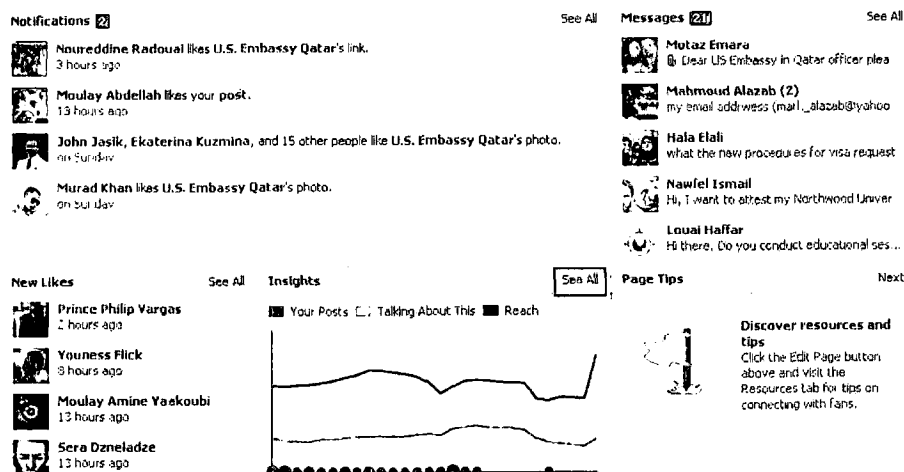 Notifications 2 See All
Noureddine Radoual likes U.S. Embassy Qatar's link.
3 hours ago
Moulay Abdellah likes your post.
13 hours ago
John Jasik, Ekaterina Kuzmina, and 15 other people like U.S. Embassy Qatar's photo.
on Sunday
Murad Khan likes U.S. Embassy Qatar's photo.
on Sunday
Messages 21 See All
Motaz Emara
Dear US Embassy in Qatar officer plea
Mahmoud Alazab (2)
my email addrwess (marl._alazab@yahoo
Hala Elali
what the new procedures for visa request
Nawfel Ismail
Hi, I want to attest my Northwood Univer
Louai Haffar
Hi there, Do you conduct educational ses...
New Likes See All
Prince Philip Vargas
2 hours ago
Youness Flick
8 hours ago
Moulay Amine Yaakoubi
13 hours ago
Sera Dzneladze
13 hours ago
Insights See All
Your Posts Talking About This Reach
Page Tips Next
Discover resources and
tips
Click the Edit Page button
above and visit the
Resources tab for tips on
connecting with fans.